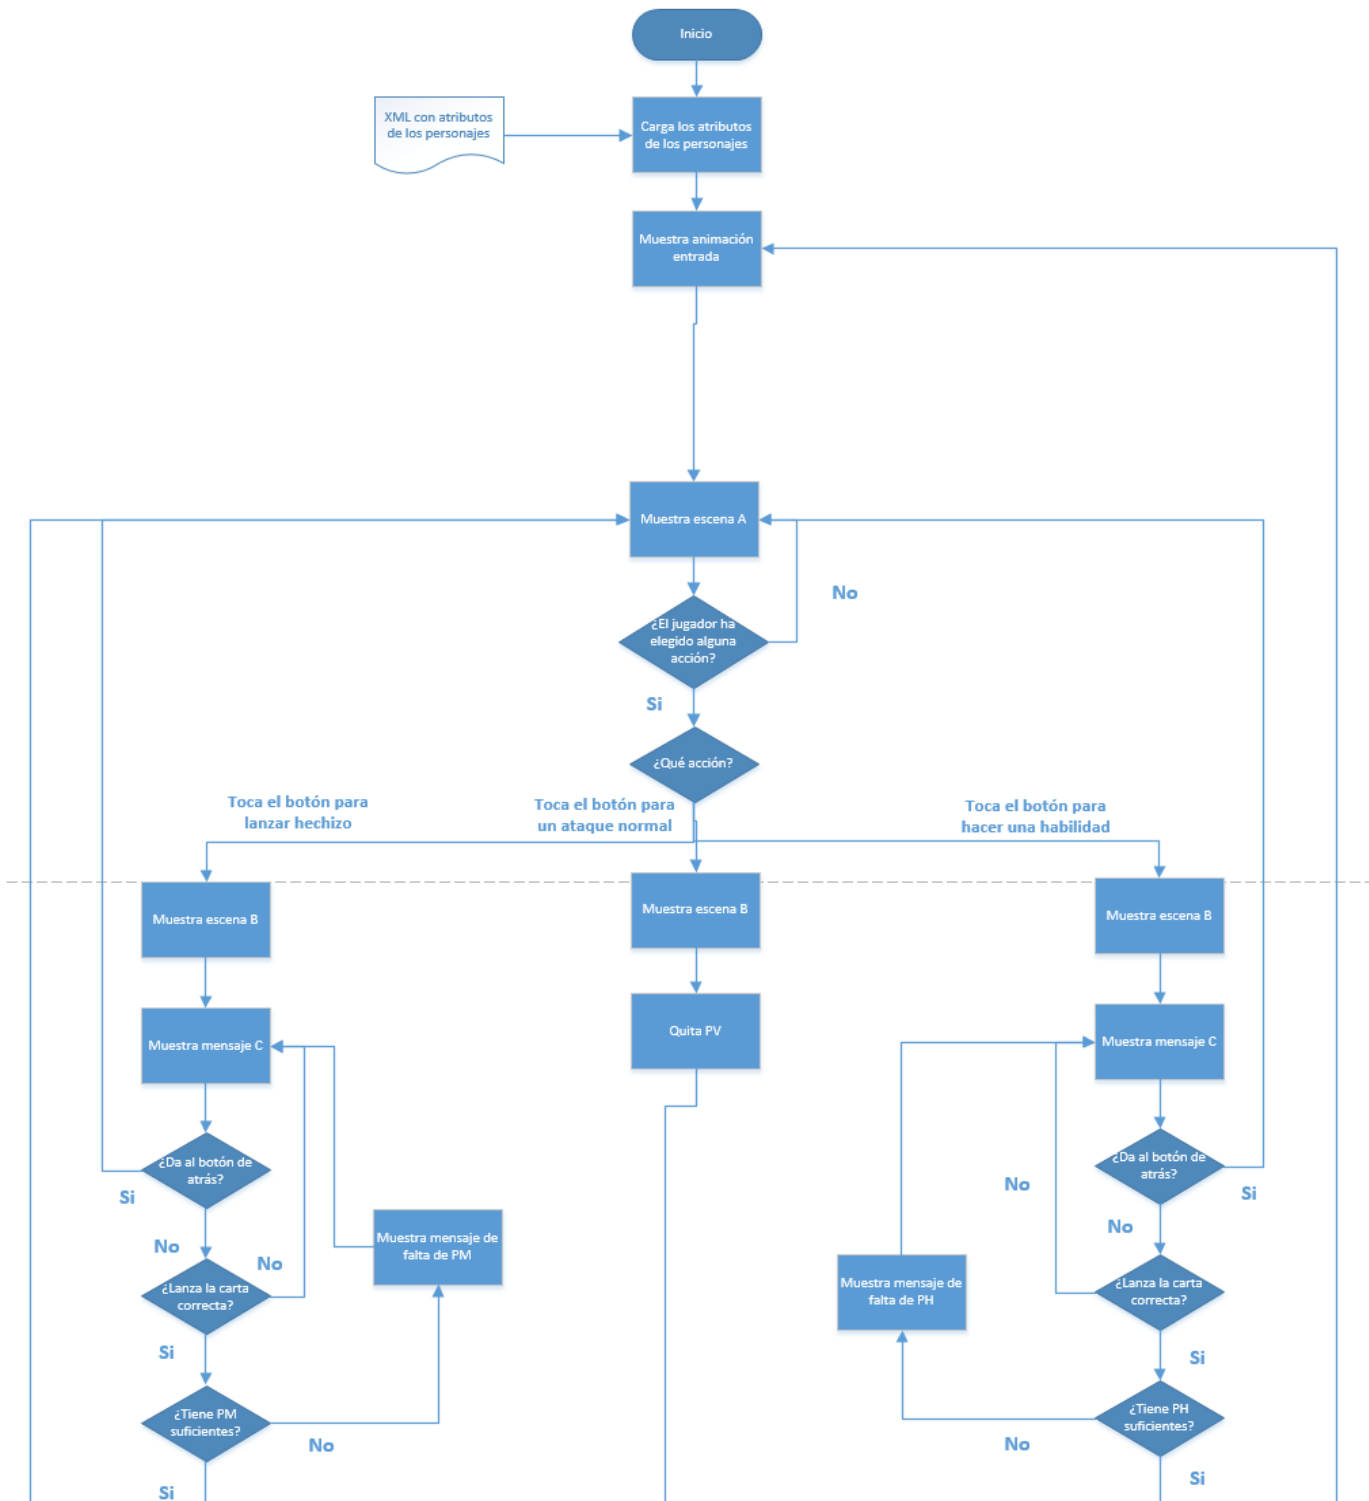 Inicio
XML con atributos
de los personajes
Carga los atributos
de los personajes
Muestra animación
entrada
Muestra escena A
No
¿El jugador ha
elegido alguna
acción?
Si
¿Qué acción?
Toca el botón para
lanzar hechizo
Toca el botón para
un ataque normal
Toca el botón para
hacer una habilidad
Muestra escena B
Muestra escena B
Muestra escena B
Muestra mensaje C
Quita PV
Muestra mensaje C
¿Da al botón de
atrás?
Si
No
¿Da al botón de
atrás?
Si
No
No
Muestra mensaje de
falta de PM
No
¿Lanza la carta
correcta?
Si
Muestra mensaje de
falta de PH
¿Lanza la carta
correcta?
Si
¿Tiene PM
suficientes?
No
Si
¿Tiene PH
suficientes?
No
Si